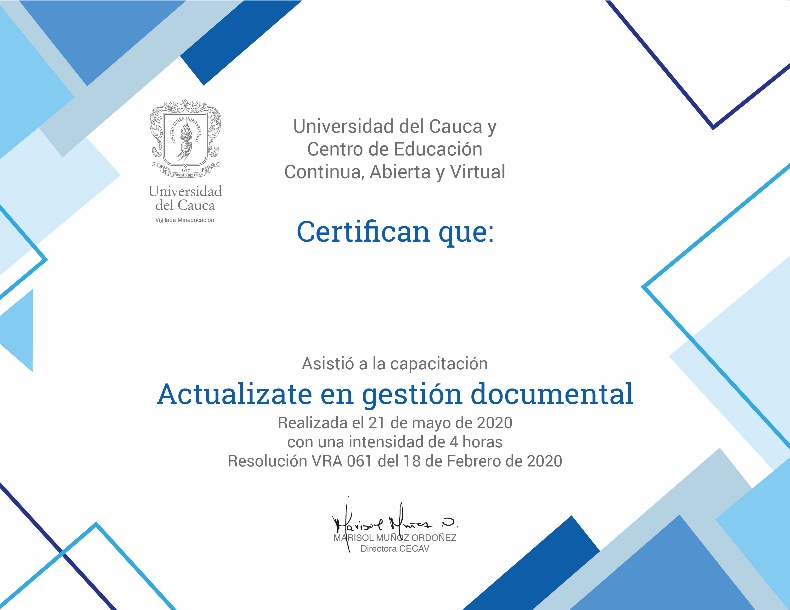 Universidad del Cauca y
Centro de Educación
Continua, Abierta y Virtual
Universidad
del Cauca
Vigilada Mineducación
Certifican que:
Asistió a la capacitación
Actualizate en gestión documental
Realizada el 21 de mayo de 2020
con una intensidad de 4 horas
Resolución VRA 061 del 18 de Febrero de 2020
Marisol Muñoz O.
MARISOL MUÑOZ ORDOÑEZ
Directora CECAV